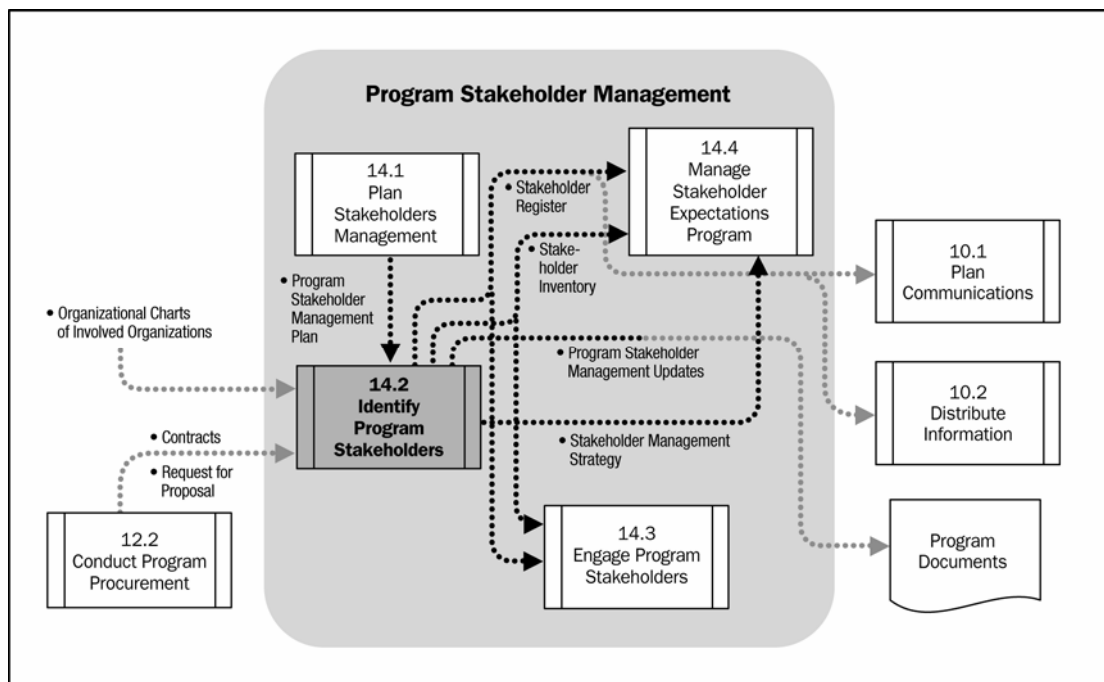 Program Stakeholder Management
14.1
Plan
Stakeholders
Management
14.4
Manage
Stakeholder
Expectations
Program
• Stakeholder
Register
• Stake-
holder
Inventory
10.1
Plan
Communications
• Program
Stakeholder
Management
Plan
• Organizational Charts
of Involved Organizations
• Program Stakeholder
Management Updates
14.2
Identify
Program
Stakeholders
10.2
Distribute
Information
• Contracts
• Request for
Proposal
• Stakeholder Management
Strategy
12.2
Conduct Program
Procurement
14.3
Engage Program
Stakeholders
Program
Documents